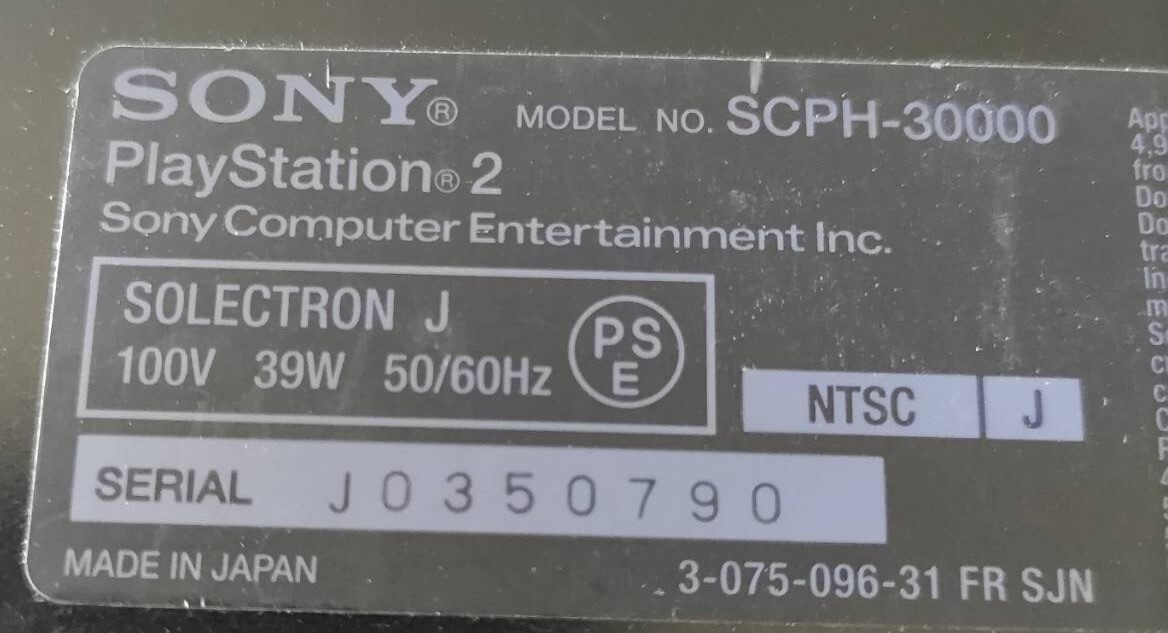 SONY® MODEL NO. SCPH-30000
PlayStation® 2
Sony Computer Entertainment Inc.
SOLECTRON J
100V 39W 50/60Hz
PS
E
NTSC J
SERIAL J0350790
MADE IN JAPAN
3-075-096-31 FR SJN